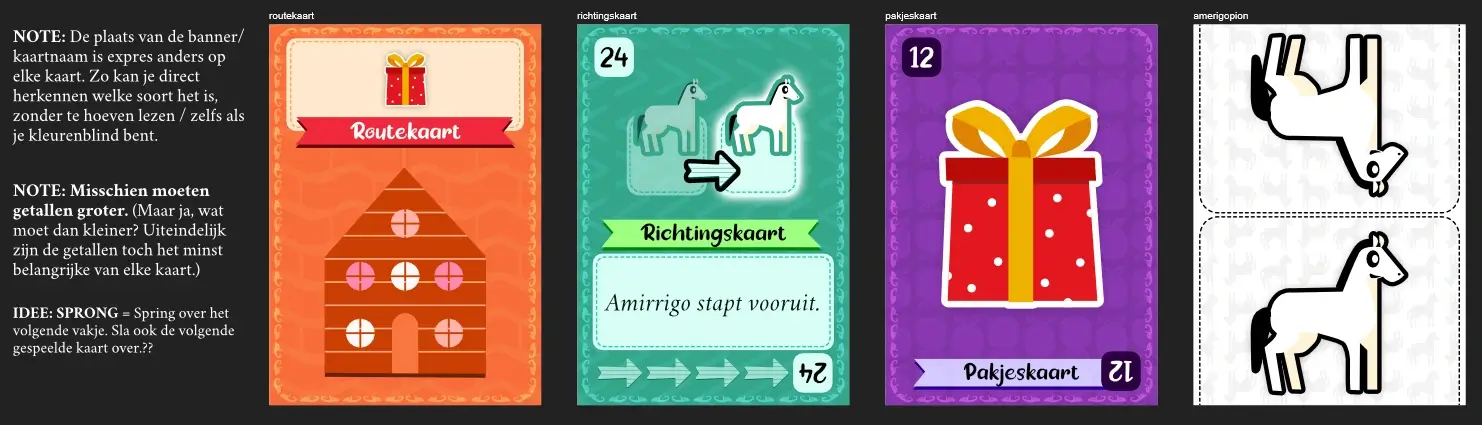 NOTE: De plaats van de banner/
kaartnaam is expres anders op
elke kaart. Zo kan je direct
herkennen welke soort het is,
zonder te hoeven lezen / zelfs als
je kleurenblind bent.
NOTE: Misschien moeten
getallen groter. (Maar ja, wat
moet dan kleiner? Uiteindelijk
zijn de getallen toch het minst
belangrijke van elke kaart.)
IDEE: SPRONG = Spring over het
volgende vakje. Sla ook de volgende
gespeelde kaart over.??
routekaart
Routekaart
richtingskaart
24
Richtingskaart
Amirrigo stapt vooruit.
24
pakjeskaart
12
Pakjeskaart
12
amerigopion